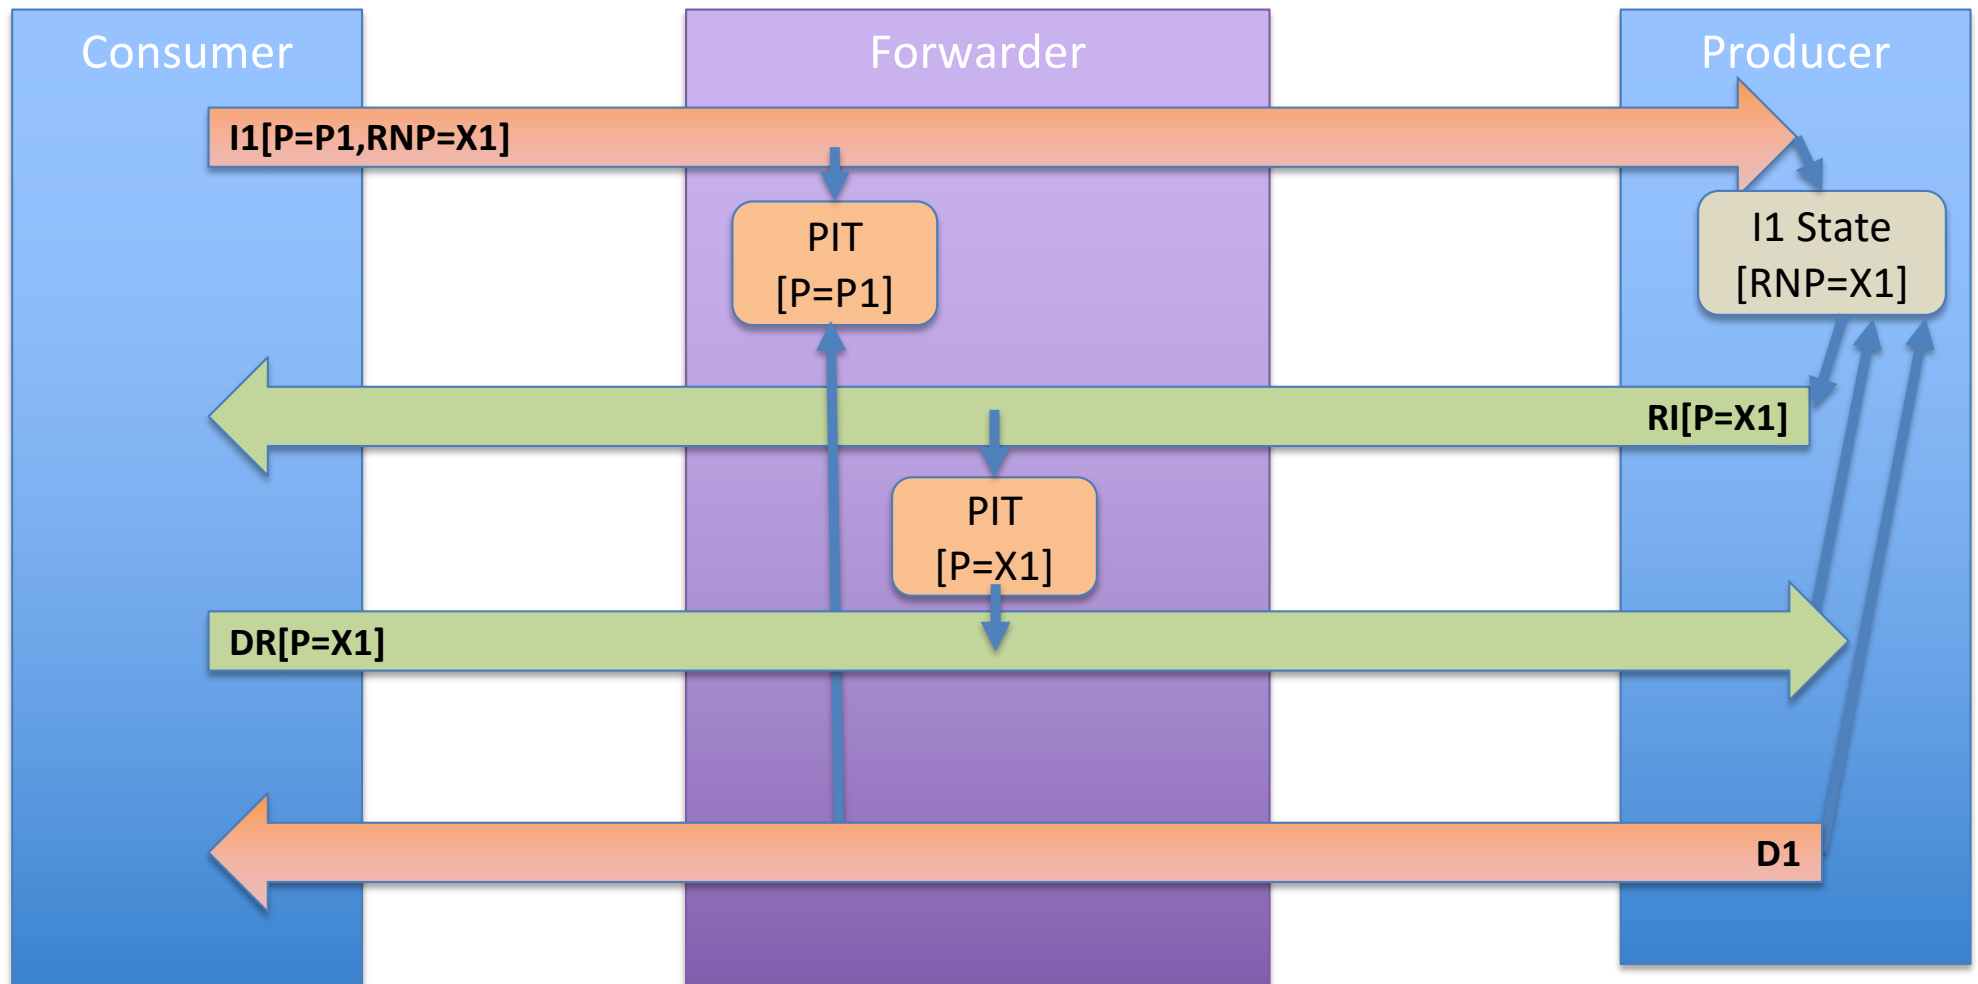 Consumer
Forwarder
Producer
I1[P=P1,RNP=X1]
PIT
[P=P1]
I1 State
[RNP=X1]
RI[P=X1]
PIT
[P=X1]
DR[P=X1]
D1